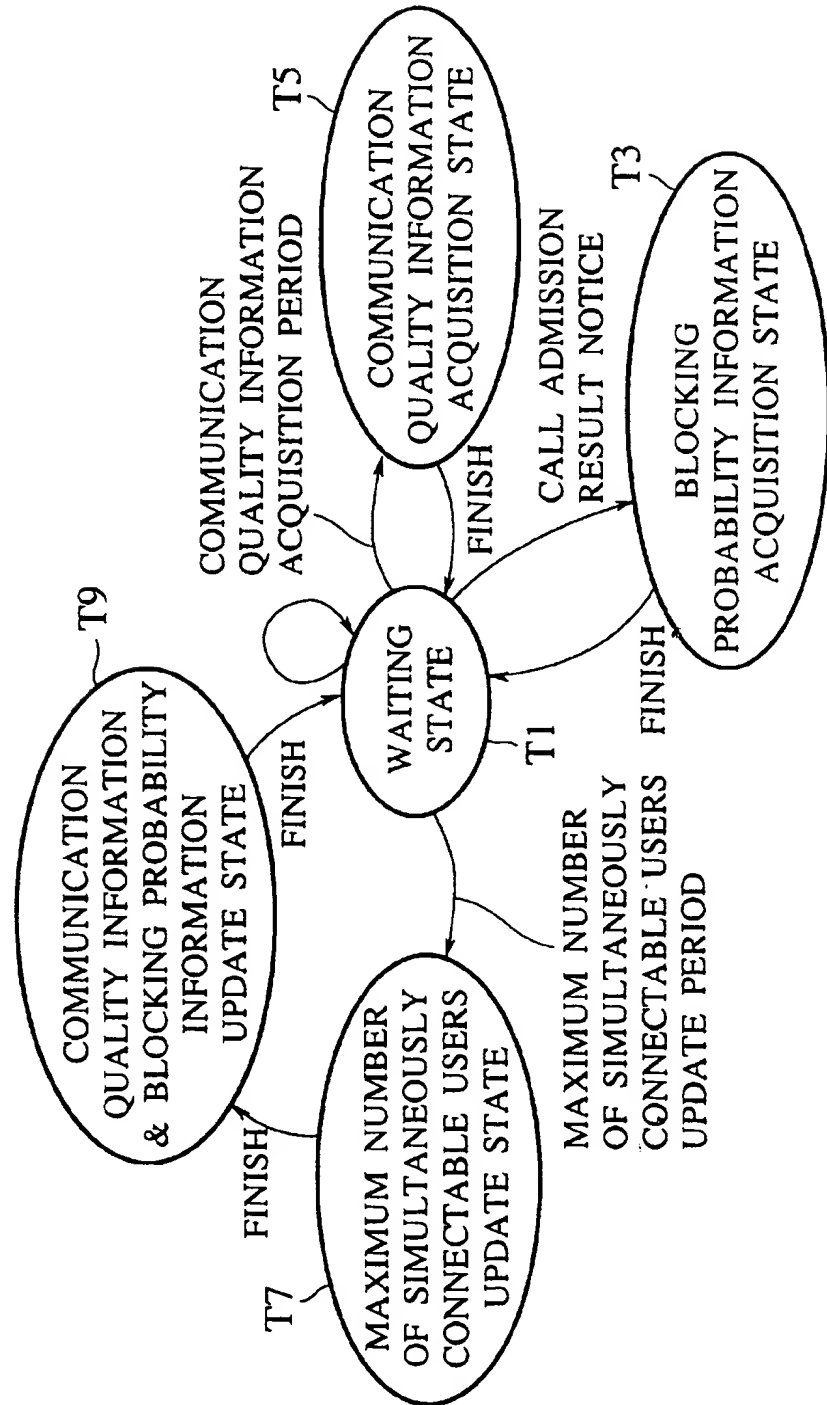 T9
COMMUNICATION
QUALITY INFORMATION
& BLOCKING PROBABILITY
INFORMATION
UPDATE STATE
COMMUNICATION
QUALITY INFORMATION
ACQUISITION PERIOD
T5
COMMUNICATION
QUALITY INFORMATION
ACQUISITION STATE
FINISH
FINISH
FINISH
WAITING
STATE
T1
CALL ADMISSION
RESULT NOTICE
T7
MAXIMUM NUMBER
OF SIMULTANEOUSLY
CONNECTABLE USERS
UPDATE STATE
MAXIMUM NUMBER
OF SIMULTANEOUSLY
CONNECTABLE USERS
UPDATE PERIOD
FINISH
T3
BLOCKING
PROBABILITY INFORMATION
ACQUISITION STATE